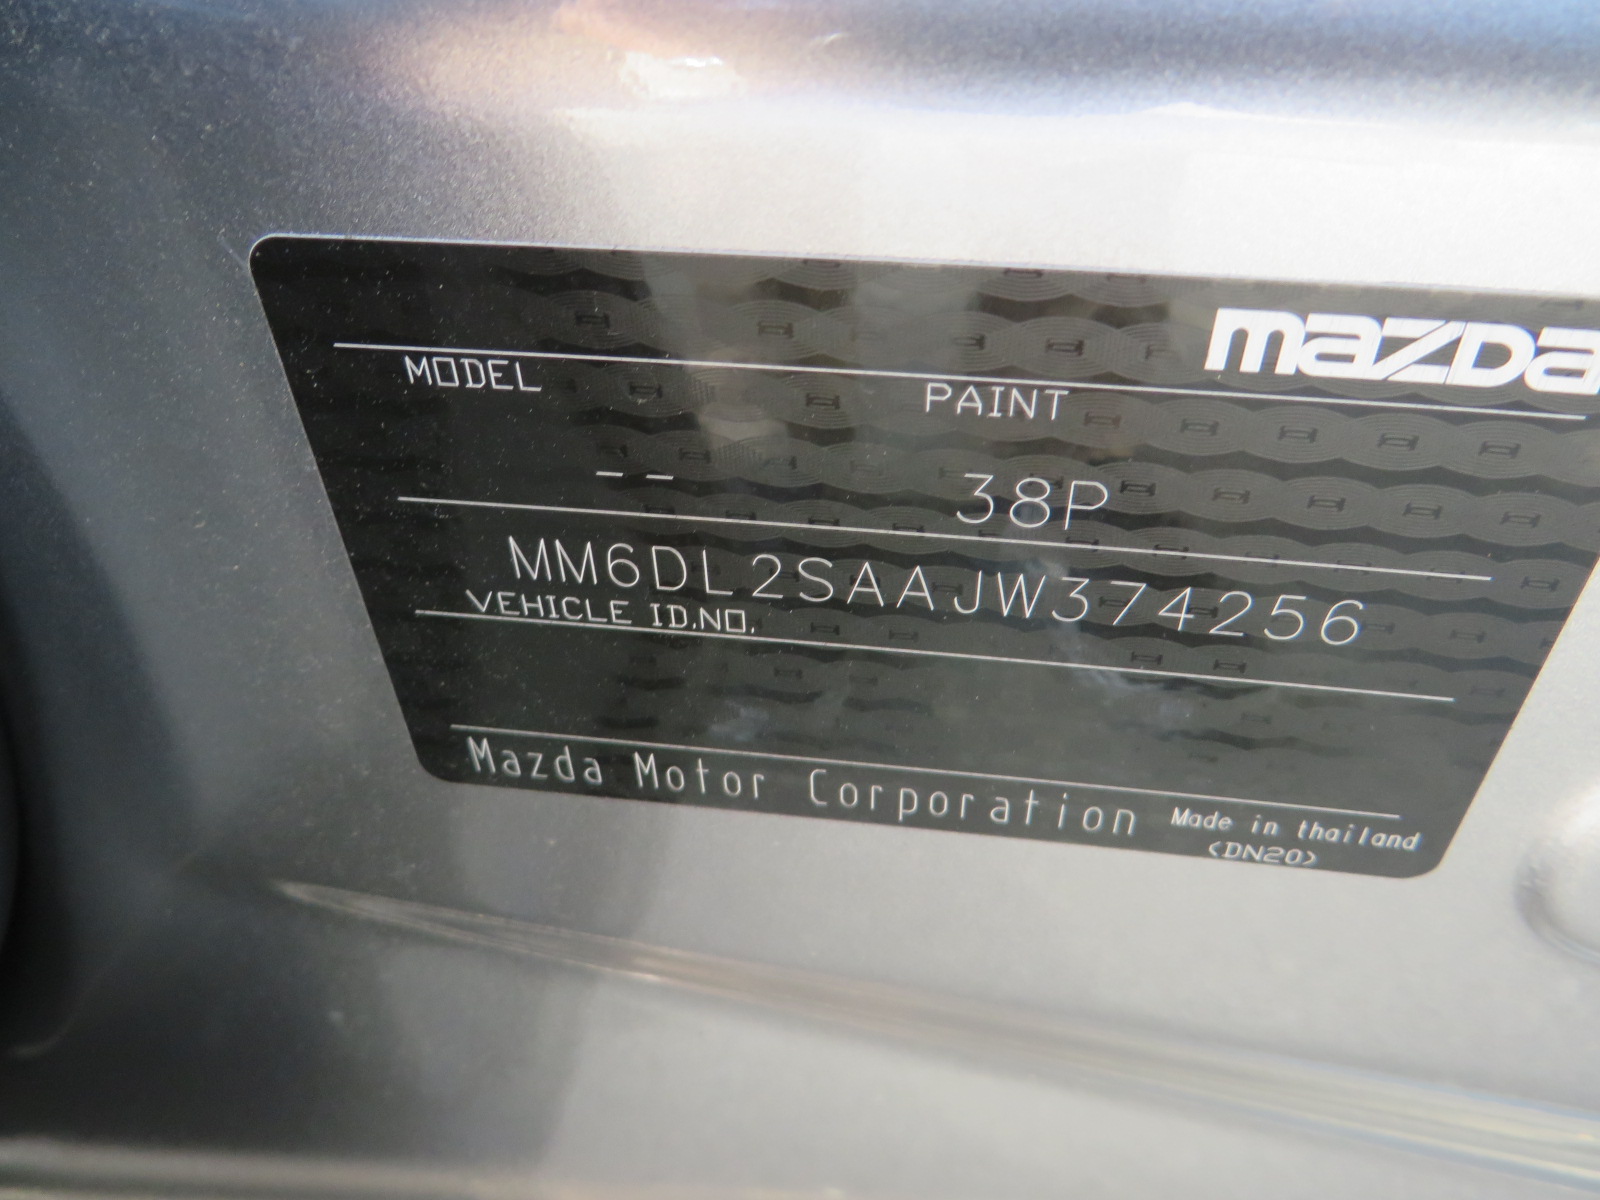 mazda
MODEL PAINT
-- 38P
MM6DL2SAAJW374256
VEHICLE ID.NO.
Mazda Motor Corporation Made in thailand
(DN20)